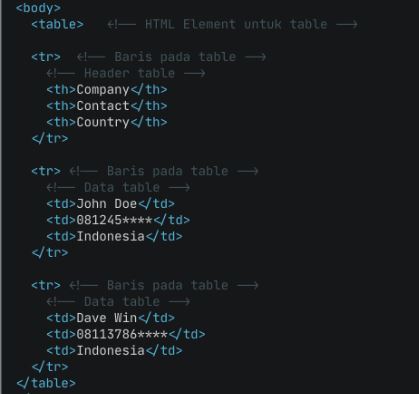 <body>
<table> <!-- HTML Element untuk table -->
<tr> <!-- Baris pada table -->
<!-- Header table -->
<th>Company</th>
<th>Contact</th>
<th>Country</th>
</tr>
<tr> <!-- Baris pada table -->
<!-- Data table -->
<td>John Doe</td>
<td>081245****</td>
<td>Indonesia</td>
</tr>
<tr> <!-- Baris pada table -->
<!-- Data table -->
<td>Dave Win</td>
<td>08113786****</td>
<td>Indonesia</td>
</tr>
</table>